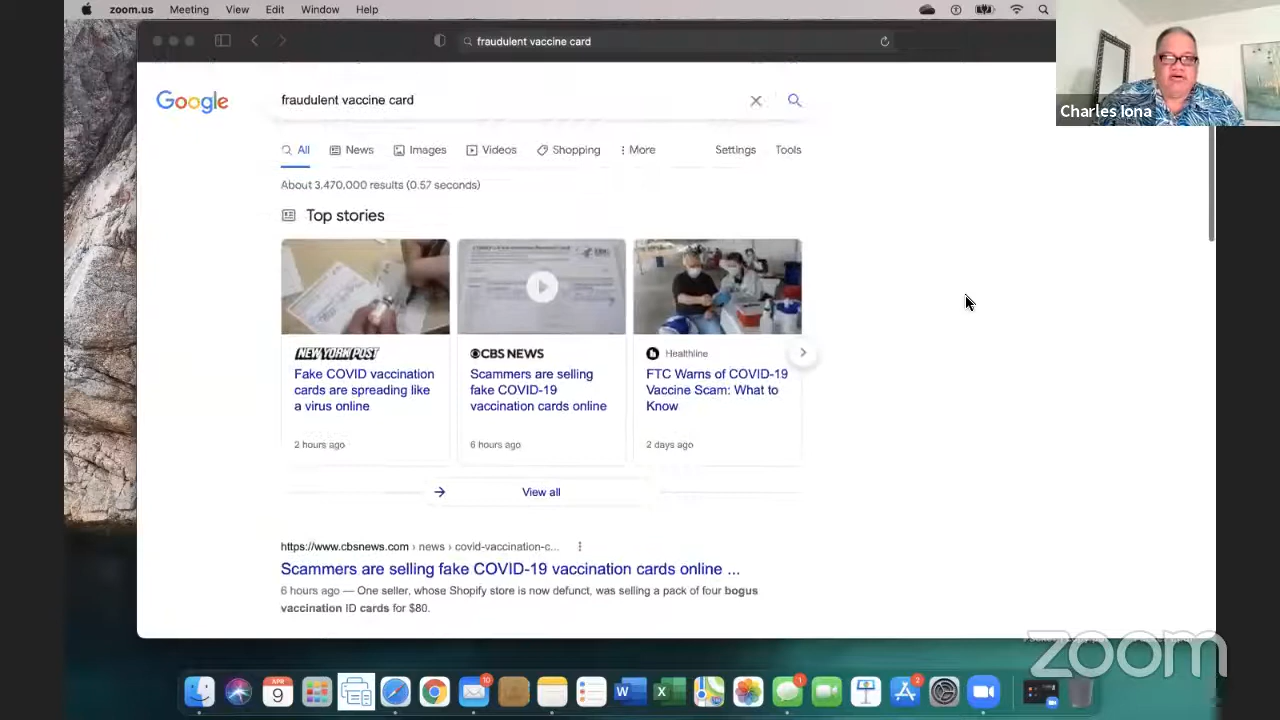 zoom.us Meeting View Edit Window Help
fraudulent vaccine card
Charles Iona
Google
fraudulent vaccine card
All News Images Videos Shopping More Settings Tools
About 3,470,000 results (0.57 seconds)
Top stories
NEW YORK POST
Fake COVID vaccination
cards are spreading like
a virus online
2 hours ago
CBS NEWS
Scammers are selling
fake COVID-19
vaccination cards online
6 hours ago
Healthline
FTC Warns of COVID-19
Vaccine Scam: What to
Know
2 days ago
View all
https://www.cbsnews.com › news › covid-vaccination-c...
Scammers are selling fake COVID-19 vaccination cards online ...
6 hours ago — One seller, whose Shopify store is now defunct, was selling a pack of four bogus
vaccination ID cards for $80.
zoom
APR
9
10
W
X
1
2